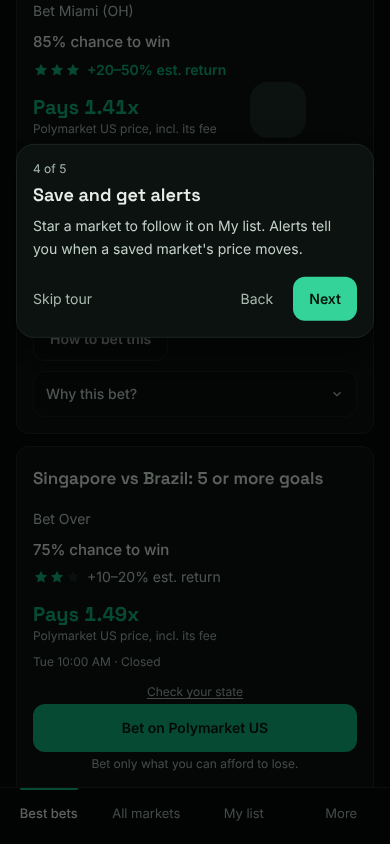 Bet Miami (OH)
85% chance to win
+20–50% est. return
Pays 1.41x
Polymarket US price, incl. its fee
4 of 5
Save and get alerts
Star a market to follow it on My list. Alerts tell
you when a saved market's price moves.
Skip tour
Back
Next
How to bet this
Why this bet?
Singapore vs Brazil: 5 or more goals
Bet Over
75% chance to win
+10–20% est. return
Pays 1.49x
Polymarket US price, incl. its fee
Tue 10:00 AM · Closed
Check your state
Bet on Polymarket US
Bet only what you can afford to lose.
Best bets
All markets
My list
More